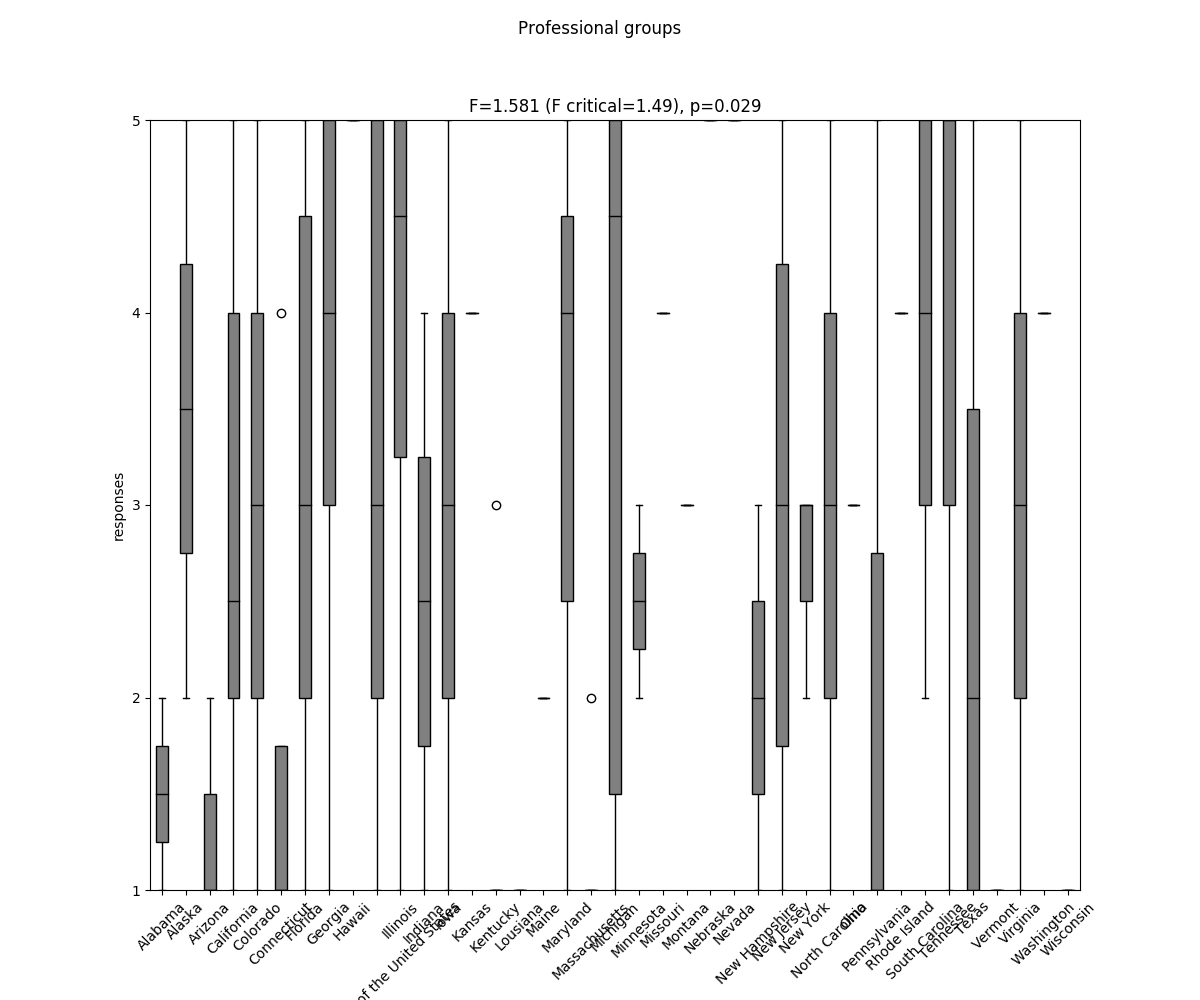 Professional groups
F=1.581 (F critical=1.49), p=0.029
responses
5
4
3
2
1
Alabama
Alaska
Arizona
California
Colorado
Connecticut
Florida
Georgia
Hawaii
Illinois
Indiana
of the United States
Iowa
Kansas
Kentucky
Lousiana
Maine
Maryland
Massachusetts
Michigan
Minnesota
Missouri
Montana
Nebraska
Nevada
New Hampshire
New Jersey
New York
North Carolina
Ohio
Pennsylvania
Rhode Island
South Carolina
Tennessee
Texas
Vermont
Virginia
Washington
Wisconsin